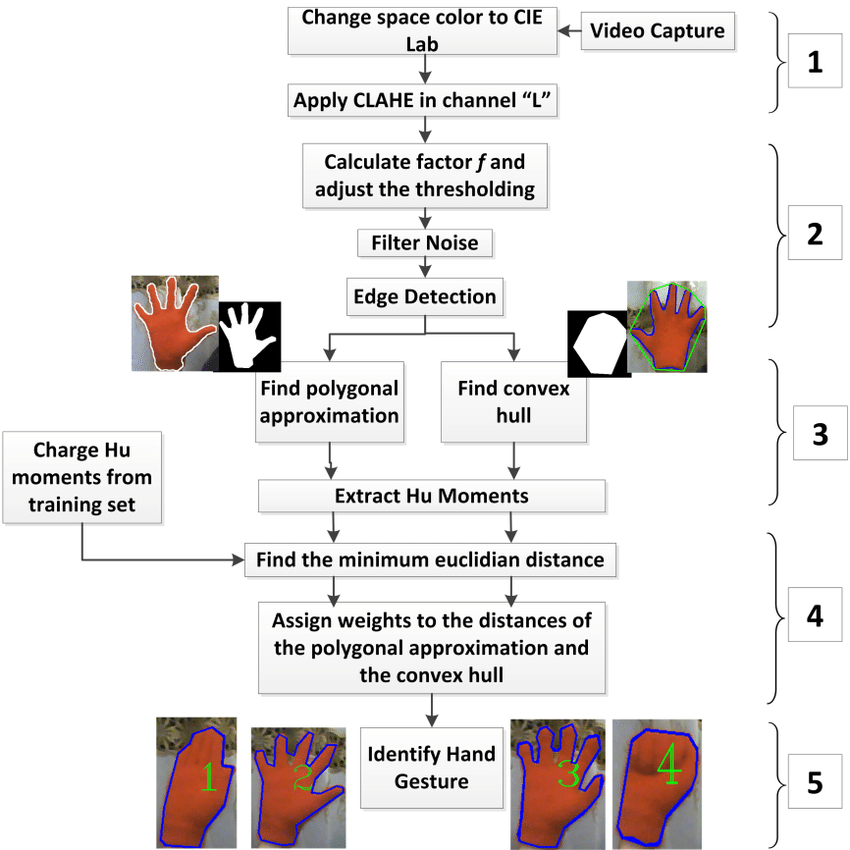 Change space color to CIE
Lab
Video Capture
1
Apply CLAHE in channel “L”
Calculate factor f and
adjust the thresholding
2
Filter Noise
Edge Detection
Find polygonal
approximation
Find convex
hull
3
Charge Hu
moments from
training set
Extract Hu Moments
Find the minimum euclidian distance
4
Assign weights to the distances of
the polygonal approximation and
the convex hull
Identify Hand
Gesture
1
2
3
4
5